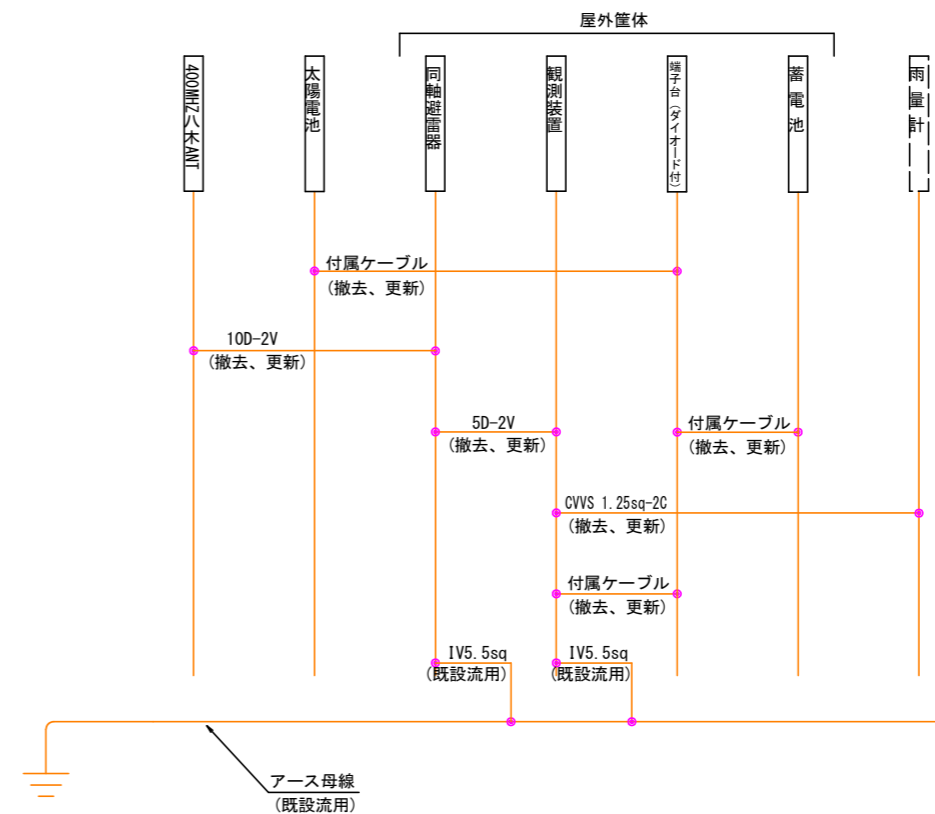 屋外筐体
400MHZ八木ANT
太陽電池
同軸避雷器
観測装置
端子台（ダイオード付）
蓄電池
雨量計
付属ケーブル
(撤去、更新)
10D-2V
(撤去、更新)
5D-2V
(撤去、更新)
付属ケーブル
(撤去、更新)
CVVS 1.25sq-2C
(撤去、更新)
付属ケーブル
(撤去、更新)
IV5.5sq
(既設流用)
IV5.5sq
(既設流用)
アース母線
(既設流用)